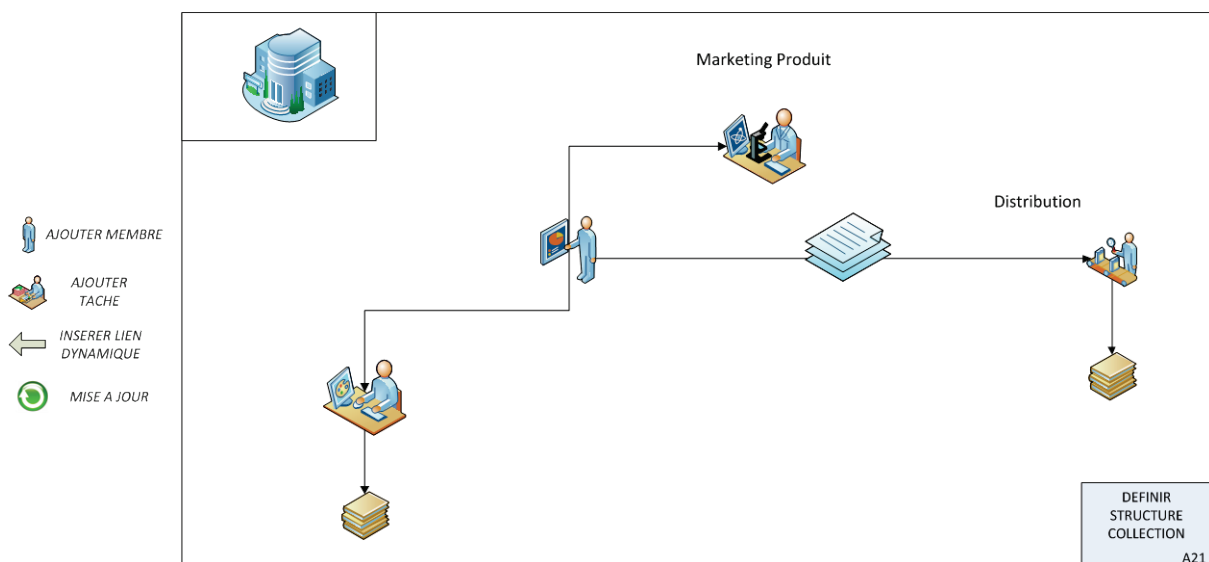 Marketing Produit
Distribution
AJOUTER MEMBRE
AJOUTER
TACHE
INSERER LIEN
DYNAMIQUE
MISE A JOUR
DEFINIR
STRUCTURE
COLLECTION
A21